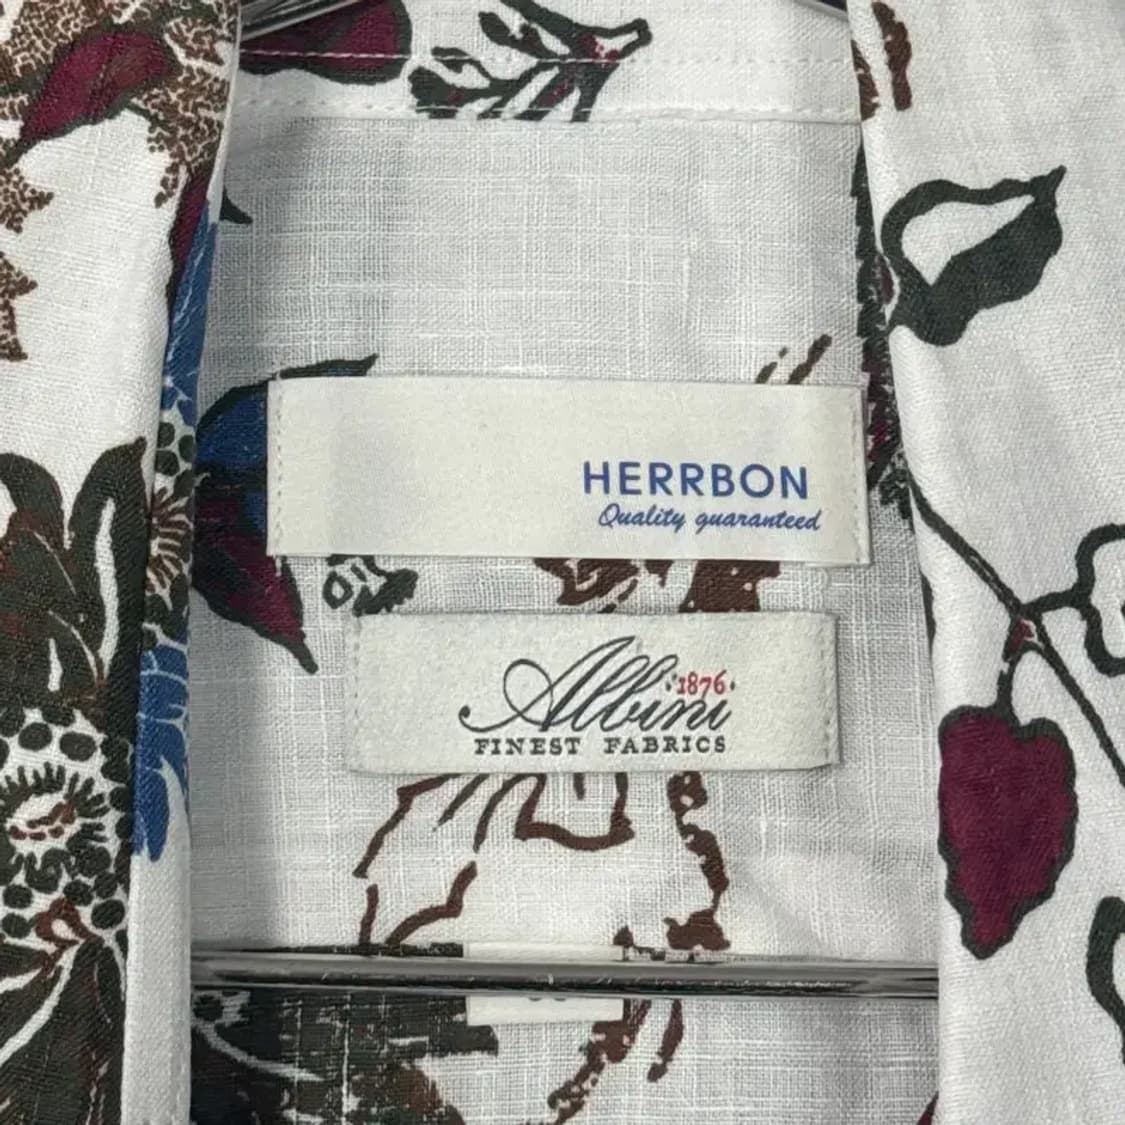 HERRBON
Quality guaranteed
Albini 1876
FINEST FABRICS